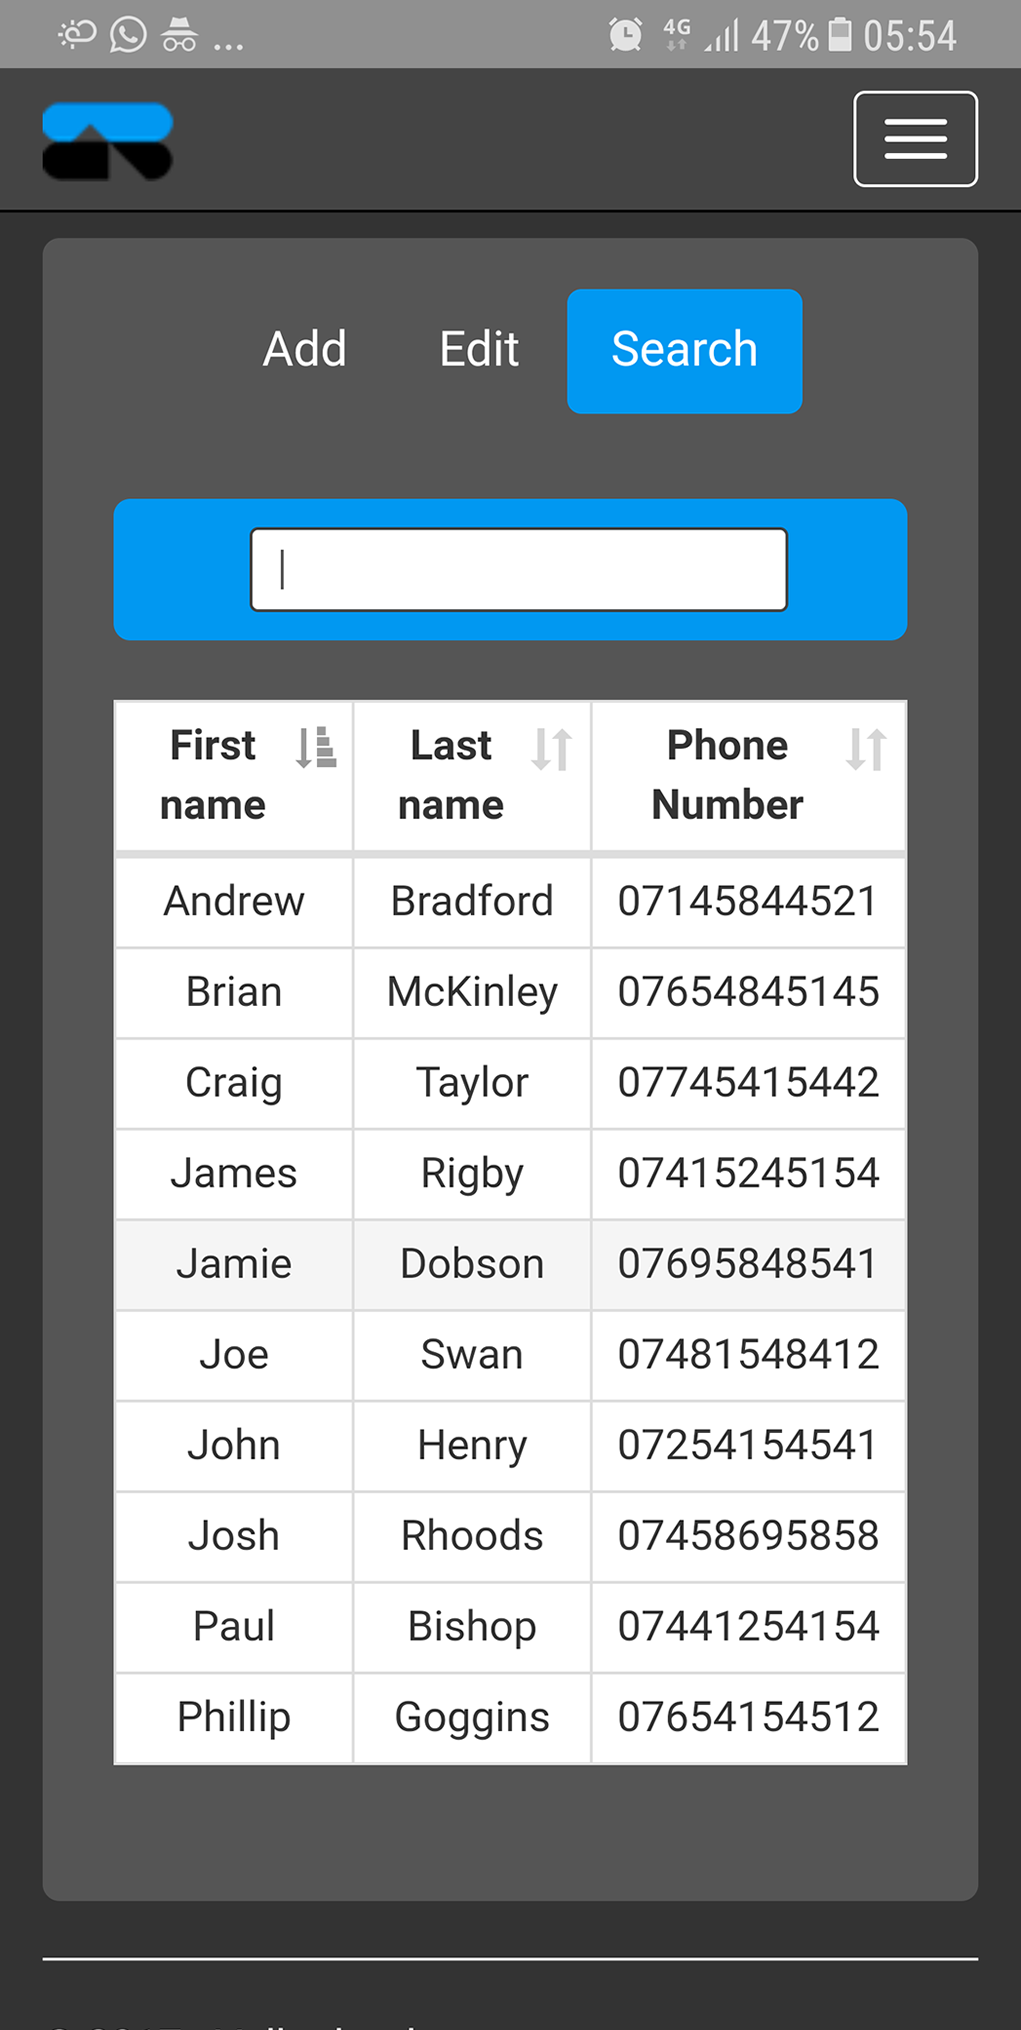 4G 47% 05:54
Add Edit Search
First name Last name Phone Number
Andrew Bradford 07145844521
Brian McKinley 07654845145
Craig Taylor 07745415442
James Rigby 07415245154
Jamie Dobson 07695848541
Joe Swan 07481548412
John Henry 07254154541
Josh Rhoods 07458695858
Paul Bishop 07441254154
Phillip Goggins 07654154512